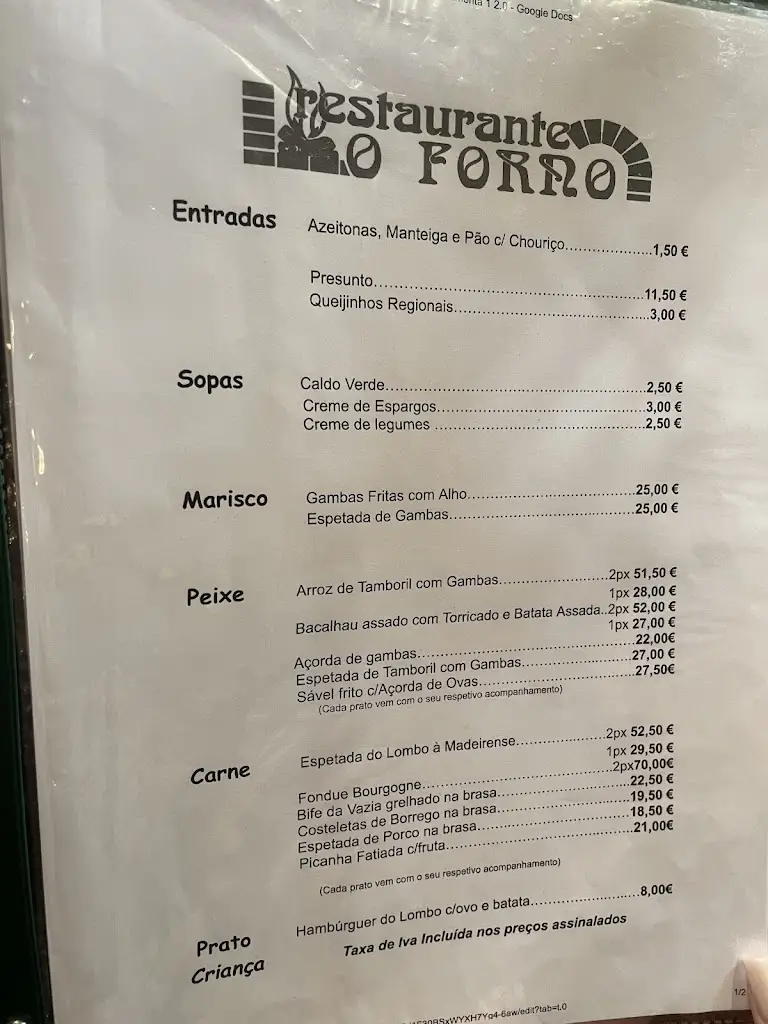 1 2.0 - Google Docs
restaurante
O FORNO
Entradas
Azeitonas, Manteiga e Pão c/ Chouriço....................1,50 €
Presunto..............................................................11,50 €
Queijinhos Regionais.............................................3,00 €
Sopas
Caldo Verde..........................................................2,50 €
Creme de Espargos...............................................3,00 €
Creme de legumes ................................................2,50 €
Marisco
Gambas Fritas com Alho.......................................25,00 €
Espetada de Gambas...........................................25,00 €
Peixe
Arroz de Tamboril com Gambas.........................2px 51,50 €
1px 28,00 €
Bacalhau assado com Torricado e Batata Assada..2px 52,00 €
1px 27,00 €
Açorda de gambas................................................22,00€
Espetada de Tamboril com Gambas.........................27,00 €
Sável frito c/Açorda de Ovas...................................27,50€
(Cada prato vem com o seu respetivo acompanhamento)
Carne
Espetada do Lombo à Madeirense....................2px 52,50 €
1px 29,50 €
Fondue Bourgogne..........................................2px70,00€
Bife da Vazia grelhado na brasa..............................22,50 €
Costeletas de Borrego na brasa..............................19,50 €
Espetada de Porco na brasa..................................18,50 €
Picanha Fatiada c/fruta..........................................21,00€
(Cada prato vem com o seu respetivo acompanhamento)
Prato
Criança
Hambúrguer do Lombo c/ovo e batata.........................8,00€
Taxa de Iva Incluída nos preços assinalados
1/2